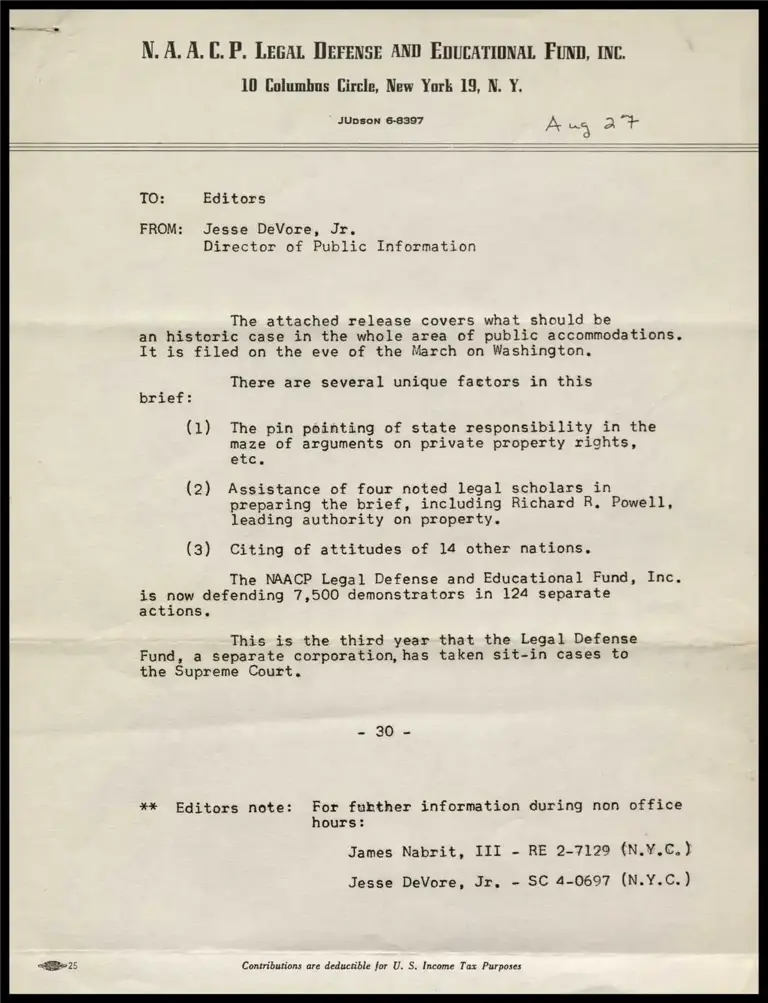 N. A. A. C. P. LEGAL DEFENSE AND EDUCATIONAL FUND, INC.
10 Columbus Circle, New York 19, N. Y.
JUDSON 6-8397
Aug 27
TO: Editors
FROM: Jesse DeVore, Jr.
Director of Public Information
The attached release covers what should be
an historic case in the whole area of public accommodations.
It is filed on the eve of the March on Washington.
There are several unique factors in this
brief:
(1) The pin pointing of state responsibility in the
maze of arguments on private property rights,
etc.
(2) Assistance of four noted legal scholars in
preparing the brief, including Richard R. Powell,
leading authority on property.
(3) Citing of attitudes of 14 other nations.
The NAACP Legal Defense and Educational Fund, Inc.
is now defending 7,500 demonstrators in 124 separate
actions.
This is the third year that the Legal Defense
Fund, a separate corporation, has taken sit-in cases to
the Supreme Court.
- 30 -
** Editors note: For further information during non office
hours:
James Nabrit, III - RE 2-7129 (N.Y.C.)
Jesse DeVore, Jr. - SC 4-0697 (N.Y.C.)
25
Contributions are deductible for U. S. Income Tax Purposes